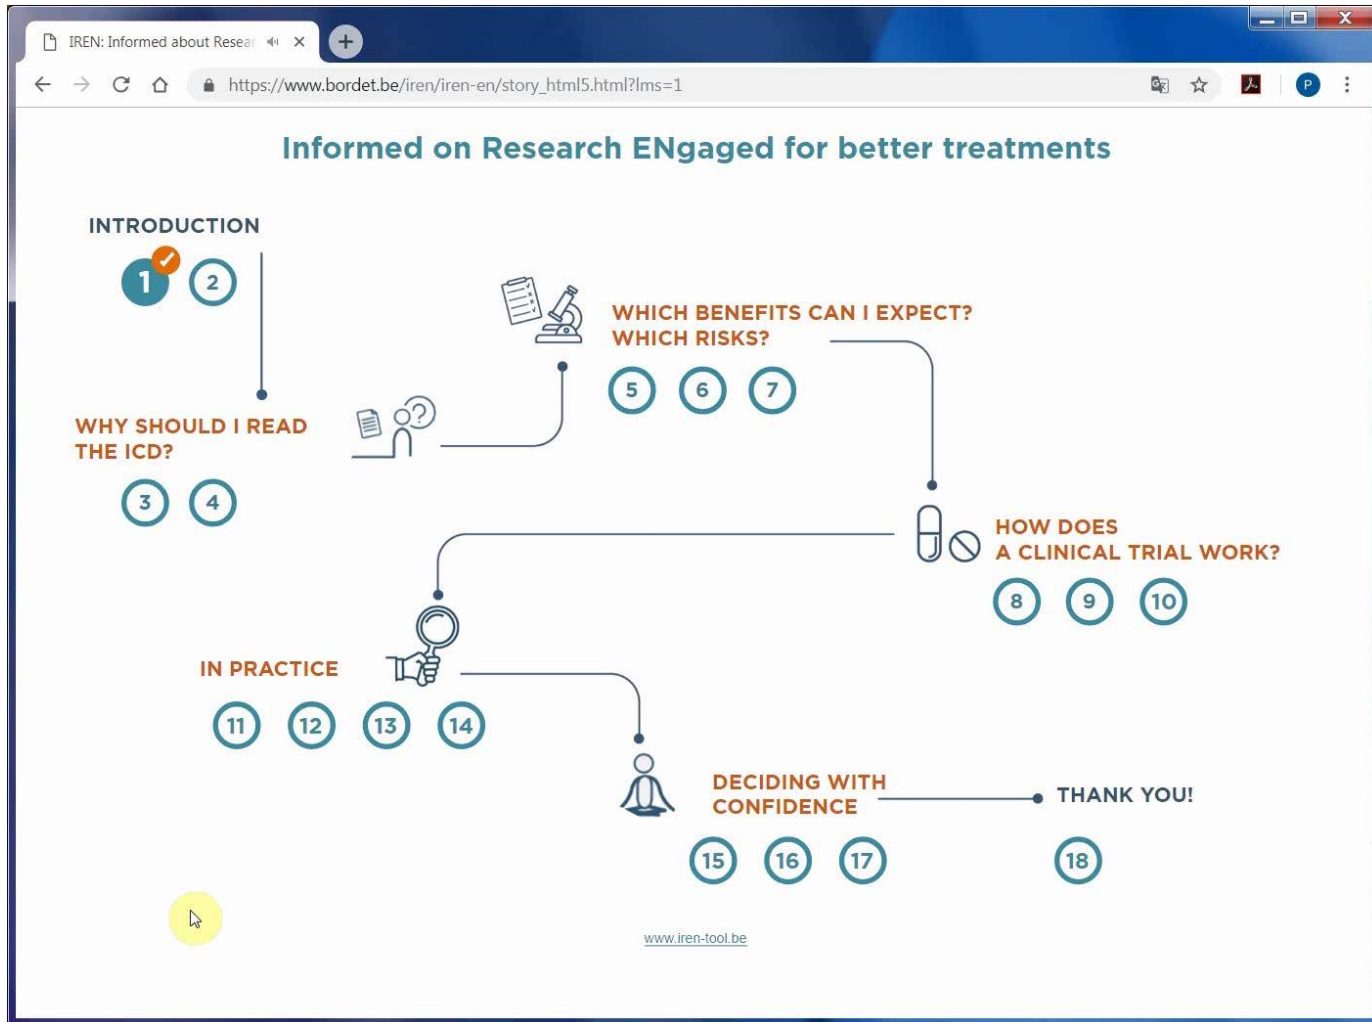 IREN: Informed about Resear
https://www.bordet.be/iren/iren-en/story_html5.html?lms=1
P
Informed on Research ENgaged for better treatments
INTRODUCTION
1 2
WHICH BENEFITS CAN I EXPECT?
WHICH RISKS?
5 6 7
WHY SHOULD I READ
THE ICD?
?
3 4
HOW DOES
A CLINICAL TRIAL WORK?
8 9 10
IN PRACTICE
11 12 13 14
DECIDING WITH
CONFIDENCE
15 16 17
THANK YOU!
18
www.iren-tool.be